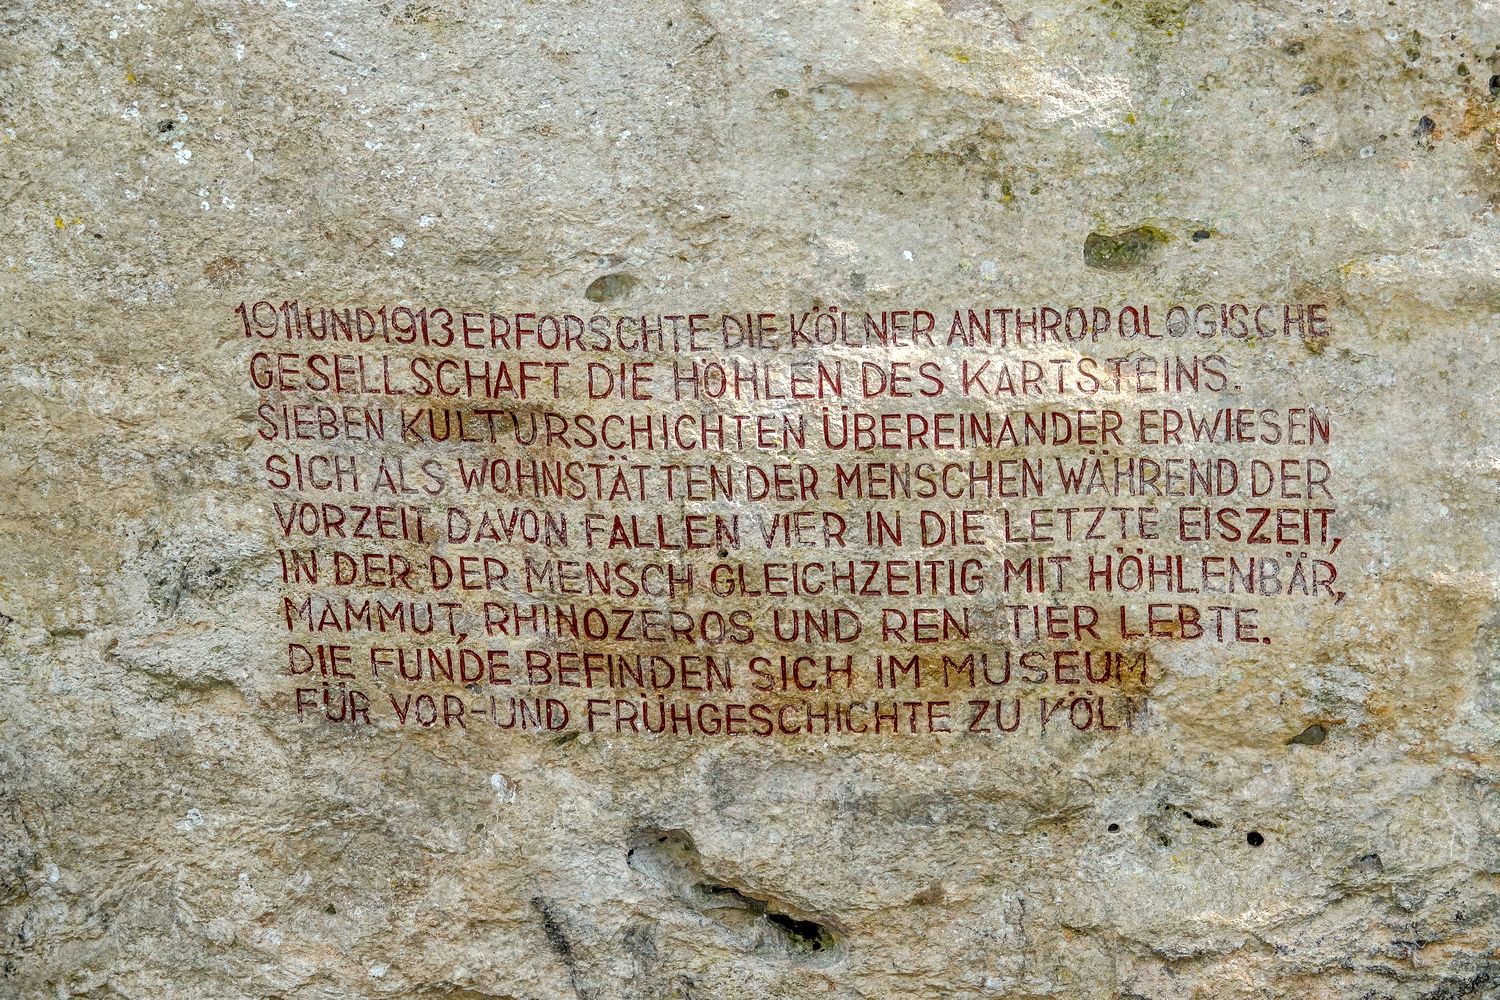 1911 UND 1913 ERFORSCHTE DIE KÖLNER ANTHROPOLOGISCHE
GESELLSCHAFT DIE HÖHLEN DES KARTSTEINS.
SIEBEN KULTURSCHICHTEN ÜBEREINANDER ERWIESEN
SICH ALS WOHNSTÄTTEN DER MENSCHEN WÄHREND DER
VORZEIT DAVON FALLEN VIER IN DIE LETZTE EISZEIT,
IN DER DER MENSCH GLEICHZEITIG MIT HÖHLENBÄR,
MAMMUT, RHINOZEROS UND REN TIER LEBTE.
DIE FUNDE BEFINDEN SICH IM MUSEUM
FÜR VOR-UND FRÜHGESCHICHTE ZU KÖLN